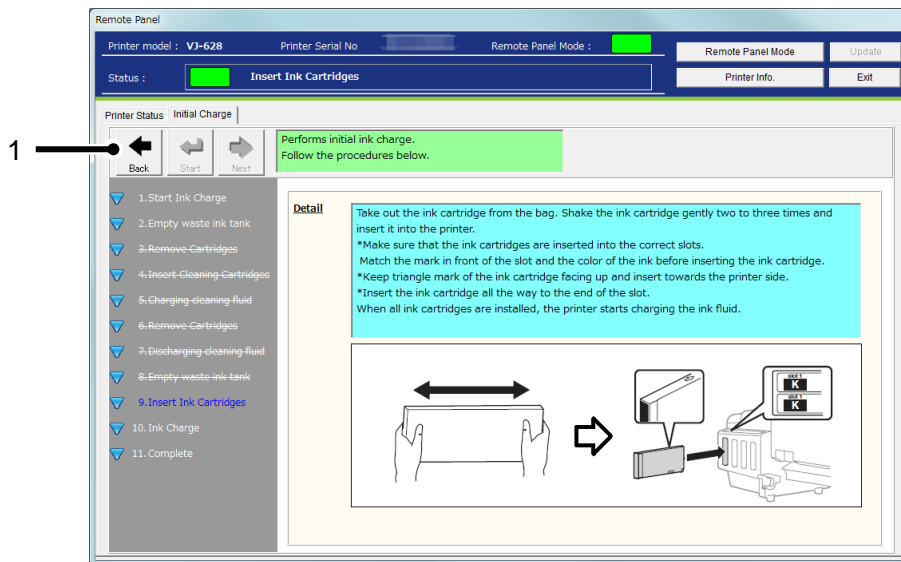 Remote Panel
Printer model : VJ-628
Printer Serial No
Remote Panel Mode :
Remote Panel Mode
Update
Status :
Insert Ink Cartridges
Printer Info.
Exit
Printer Status
Initial Charge
1
Back
Start
Next
Performs initial ink charge.
Follow the procedures below.
1.Start Ink Charge
2.Empty waste ink tank
3.Remove Cartridges
4.Insert Cleaning Cartridges
5.Charging cleaning fluid
6.Remove Cartridges
7.Discharging cleaning fluid
8.Empty waste ink tank
9.Insert Ink Cartridges
10.Ink Charge
11.Complete
Detail
Take out the ink cartridge from the bag. Shake the ink cartridge gently two to three times and
insert it into the printer.
*Make sure that the ink cartridges are inserted into the correct slots.
Match the mark in front of the slot and the color of the ink before inserting the ink cartridge.
*Keep triangle mark of the ink cartridge facing up and insert towards the printer side.
*Insert the ink cartridge all the way to the end of the slot.
When all ink cartridges are installed, the printer starts charging the ink fluid.
slot 1
K
slot 1
K